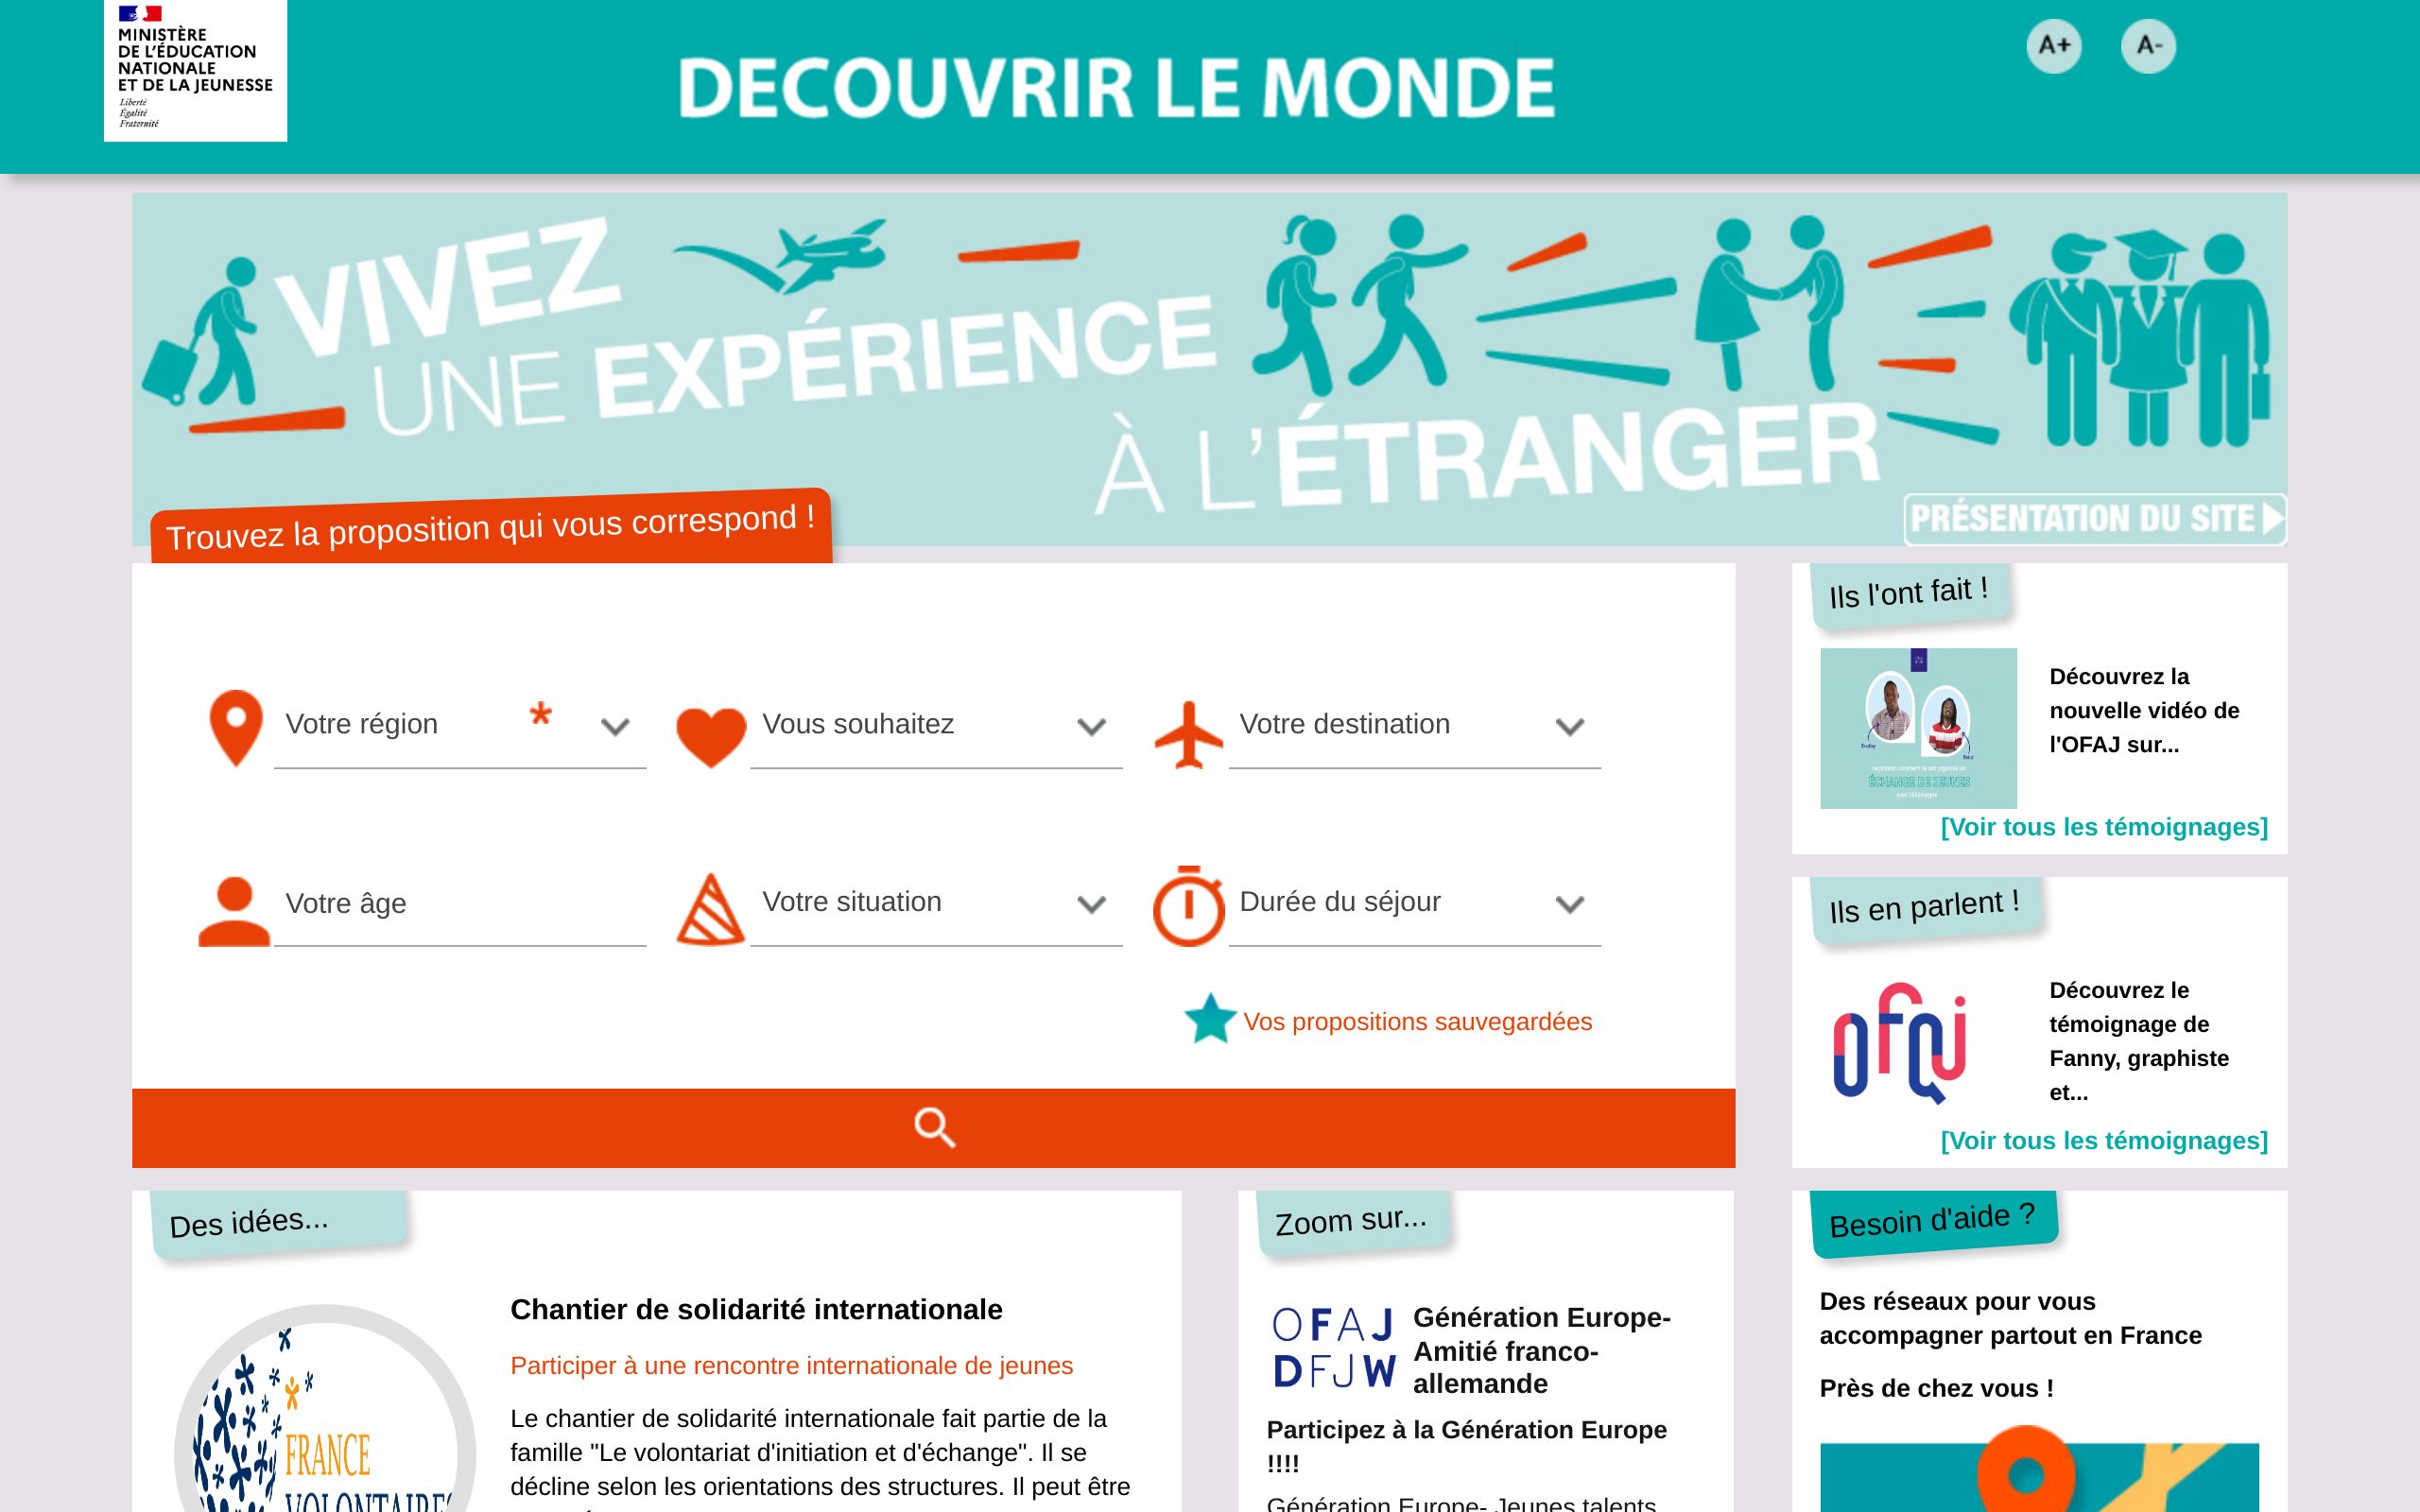 MINISTÈRE
DE L'ÉDUCATION
NATIONALE
ET DE LA JEUNESSE
Liberté
Égalité
Fraternité
DECOUVRIR LE MONDE
A+ A-
VIVEZ
UNE EXPÉRIENCE
À L'ÉTRANGER
PRÉSENTATION DU SITE
Trouvez la proposition qui vous correspond !
Votre région *
Vous souhaitez
Votre destination
Votre âge
Votre situation
Durée du séjour
Vos propositions sauvegardées
Ils l'ont fait !
ÉCHANGE DE JEUNES
avec l'Allemagne
Découvrez la
nouvelle vidéo de
l'OFAJ sur...
[Voir tous les témoignages]
Ils en parlent !
ofaj
Découvrez le
témoignage de
Fanny, graphiste
et...
[Voir tous les témoignages]
Des idées...
FRANCE
VOLONTAIRES
Chantier de solidarité internationale
Participer à une rencontre internationale de jeunes
Le chantier de solidarité internationale fait partie de la
famille "Le volontariat d'initiation et d'échange". Il se
décline selon les orientations des structures. Il peut être
Zoom sur...
OFAJ
DFJW
Génération Europe-
Amitié franco-
allemande
Participez à la Génération Europe
!!!!
Génération Europe- Jeunes talents
Besoin d'aide ?
Des réseaux pour vous
accompagner partout en France
Près de chez vous !